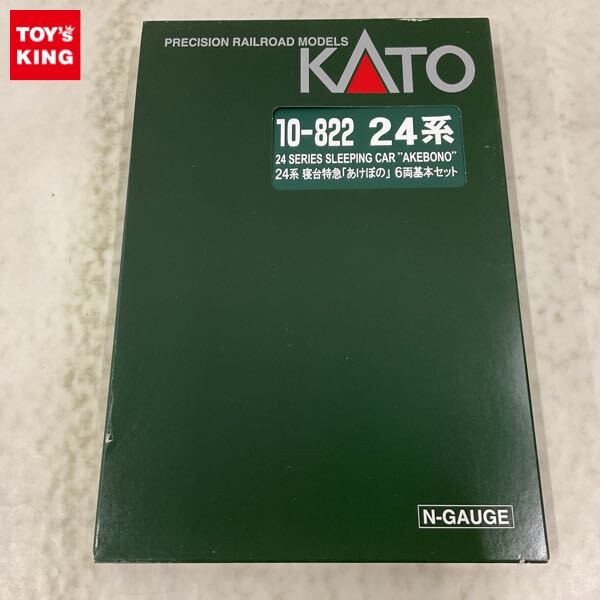 TOY's
KING
PRECISION RAILROAD MODELS
KATO
10-822 24系
24 SERIES SLEEPING CAR "AKEBONO"
24系 寝台特急「あけぼの」 6両基本セット
N-GAUGE